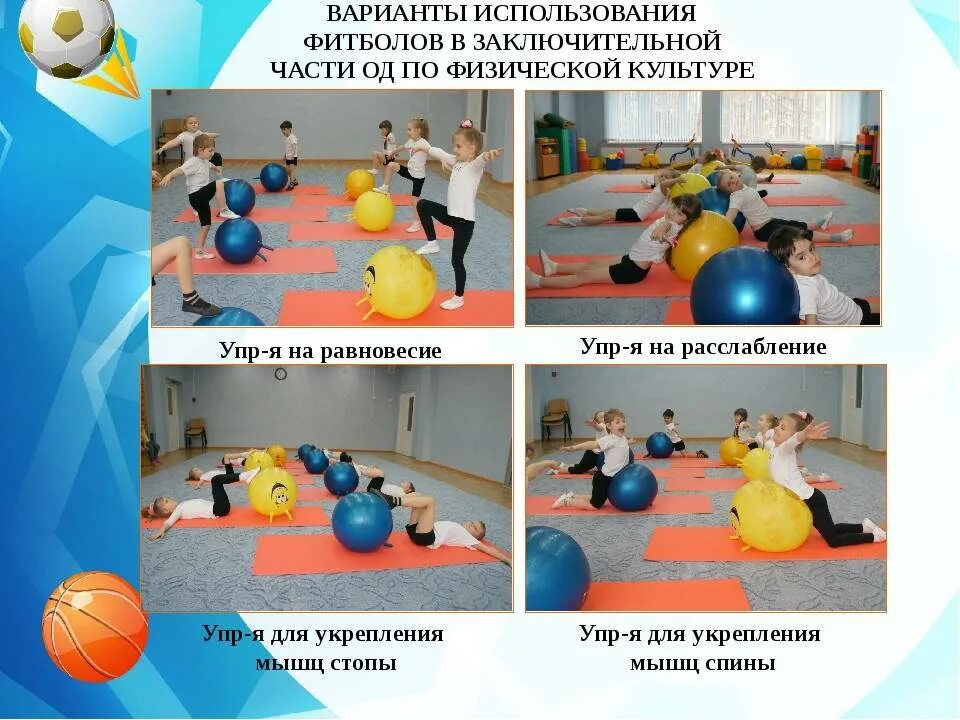 ВАРИАНТЫ ИСПОЛЬЗОВАНИЯ
ФИТБОЛОВ В ЗАКЛЮЧИТЕЛЬНОЙ
ЧАСТИ ОД ПО ФИЗИЧЕСКОЙ КУЛЬТУРЕ
Упр-я на равновесие
Упр-я на расслабление
Упр-я для укрепления
мышц стопы
Упр-я для укрепления
мышц спины